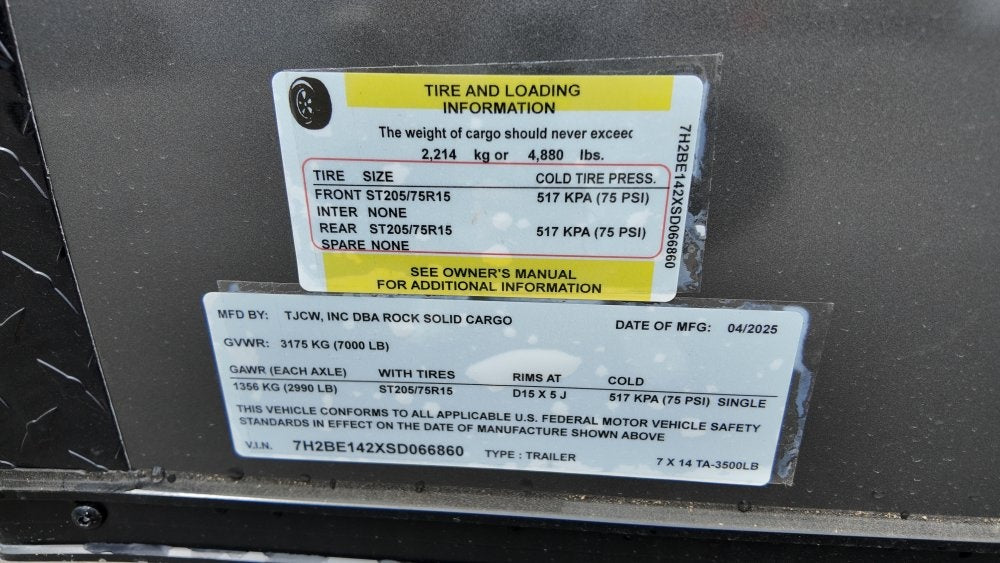 TIRE AND LOADING
INFORMATION
The weight of cargo should never exceed
2,214 kg or 4,880 lbs.
TIRE SIZE COLD TIRE PRESS.
FRONT ST205/75R15 517 KPA (75 PSI)
INTER NONE
REAR ST205/75R15 517 KPA (75 PSI)
SPARE NONE
SEE OWNER'S MANUAL
FOR ADDITIONAL INFORMATION
7H2BE142XSD066860
MFD BY: TJCW, INC DBA ROCK SOLID CARGO DATE OF MFG: 04/2025
GVWR: 3175 KG (7000 LB)
GAWR (EACH AXLE) WITH TIRES RIMS AT COLD
1356 KG (2990 LB) ST205/75R15 D15 X 5 J 517 KPA (75 PSI) SINGLE
THIS VEHICLE CONFORMS TO ALL APPLICABLE U.S. FEDERAL MOTOR VEHICLE SAFETY
STANDARDS IN EFFECT ON THE DATE OF MANUFACTURE SHOWN ABOVE
V.I.N. 7H2BE142XSD066860 TYPE : TRAILER 7 X 14 TA-3500LB